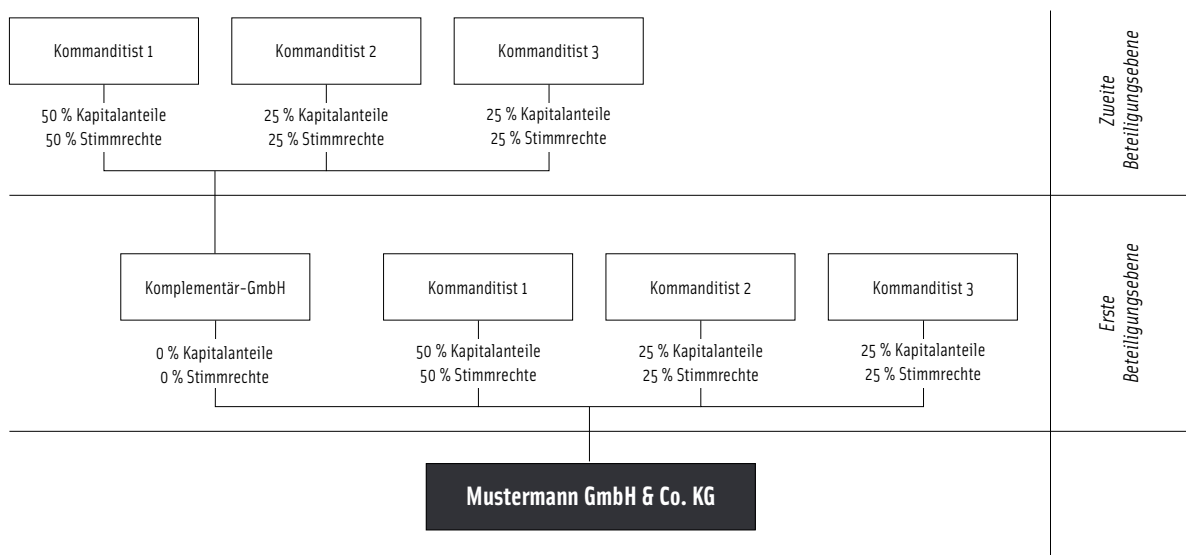 Kommanditist 1
Kommanditist 2
Kommanditist 3
50 % Kapitalanteile
50 % Stimmrechte
25 % Kapitalanteile
25 % Stimmrechte
25 % Kapitalanteile
25 % Stimmrechte
Zweite
Beteiligungsebene
Komplementär-GmbH
Kommanditist 1
Kommanditist 2
Kommanditist 3
0 % Kapitalanteile
0 % Stimmrechte
50 % Kapitalanteile
50 % Stimmrechte
25 % Kapitalanteile
25 % Stimmrechte
25 % Kapitalanteile
25 % Stimmrechte
Erste
Beteiligungsebene
Mustermann GmbH & Co. KG